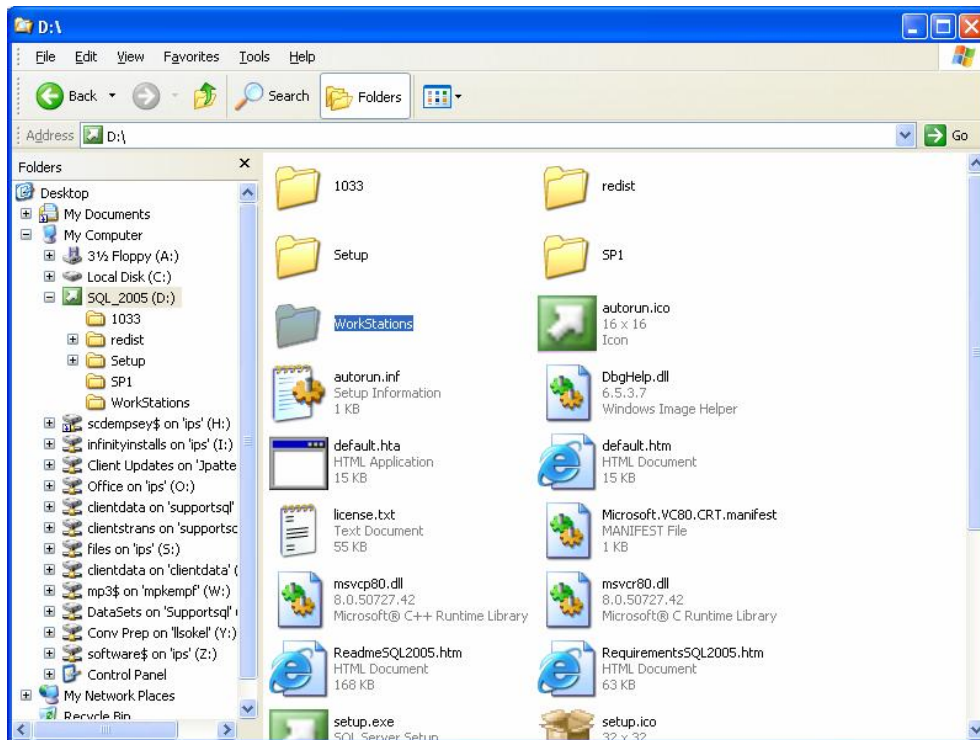 D:\
File Edit View Favorites Tools Help
Back Search Folders
Address D:\ Go
Folders
Desktop
My Documents
My Computer
3½ Floppy (A:)
Local Disk (C:)
SQL_2005 (D:)
1033
redist
Setup
SP1
WorkStations
scdempsey$ on 'ips' (H:)
infinityinstalls on 'ips' (I:)
Client Updates on 'Jpatte
Office on 'ips' (O:)
clientdata on 'supportsql'
clientstrans on 'supportsc
files on 'ips' (S:)
clientdata on 'clientdata' (
mp3$ on 'mpkempf' (W:)
DataSets on 'Supportsql'
Conv Prep on 'llsokel' (Y:)
software$ on 'ips' (Z:)
Control Panel
My Network Places
Recycle Bin
1033
redist
Setup
SP1
WorkStations
autorun.ico
16 x 16
Icon
autorun.inf
Setup Information
1 KB
DbgHelp.dll
6.5.3.7
Windows Image Helper
default.hta
HTML Application
15 KB
default.htm
HTML Document
15 KB
license.txt
Text Document
55 KB
Microsoft.VC80.CRT.manifest
MANIFEST File
1 KB
msvcp80.dll
8.0.50727.42
Microsoft® C++ Runtime Library
msvcr80.dll
8.0.50727.42
Microsoft® C Runtime Library
ReadmeSQL2005.htm
HTML Document
168 KB
RequirementsSQL2005.htm
HTML Document
63 KB
setup.exe
SQL Server Setup
setup.ico
32 x 32